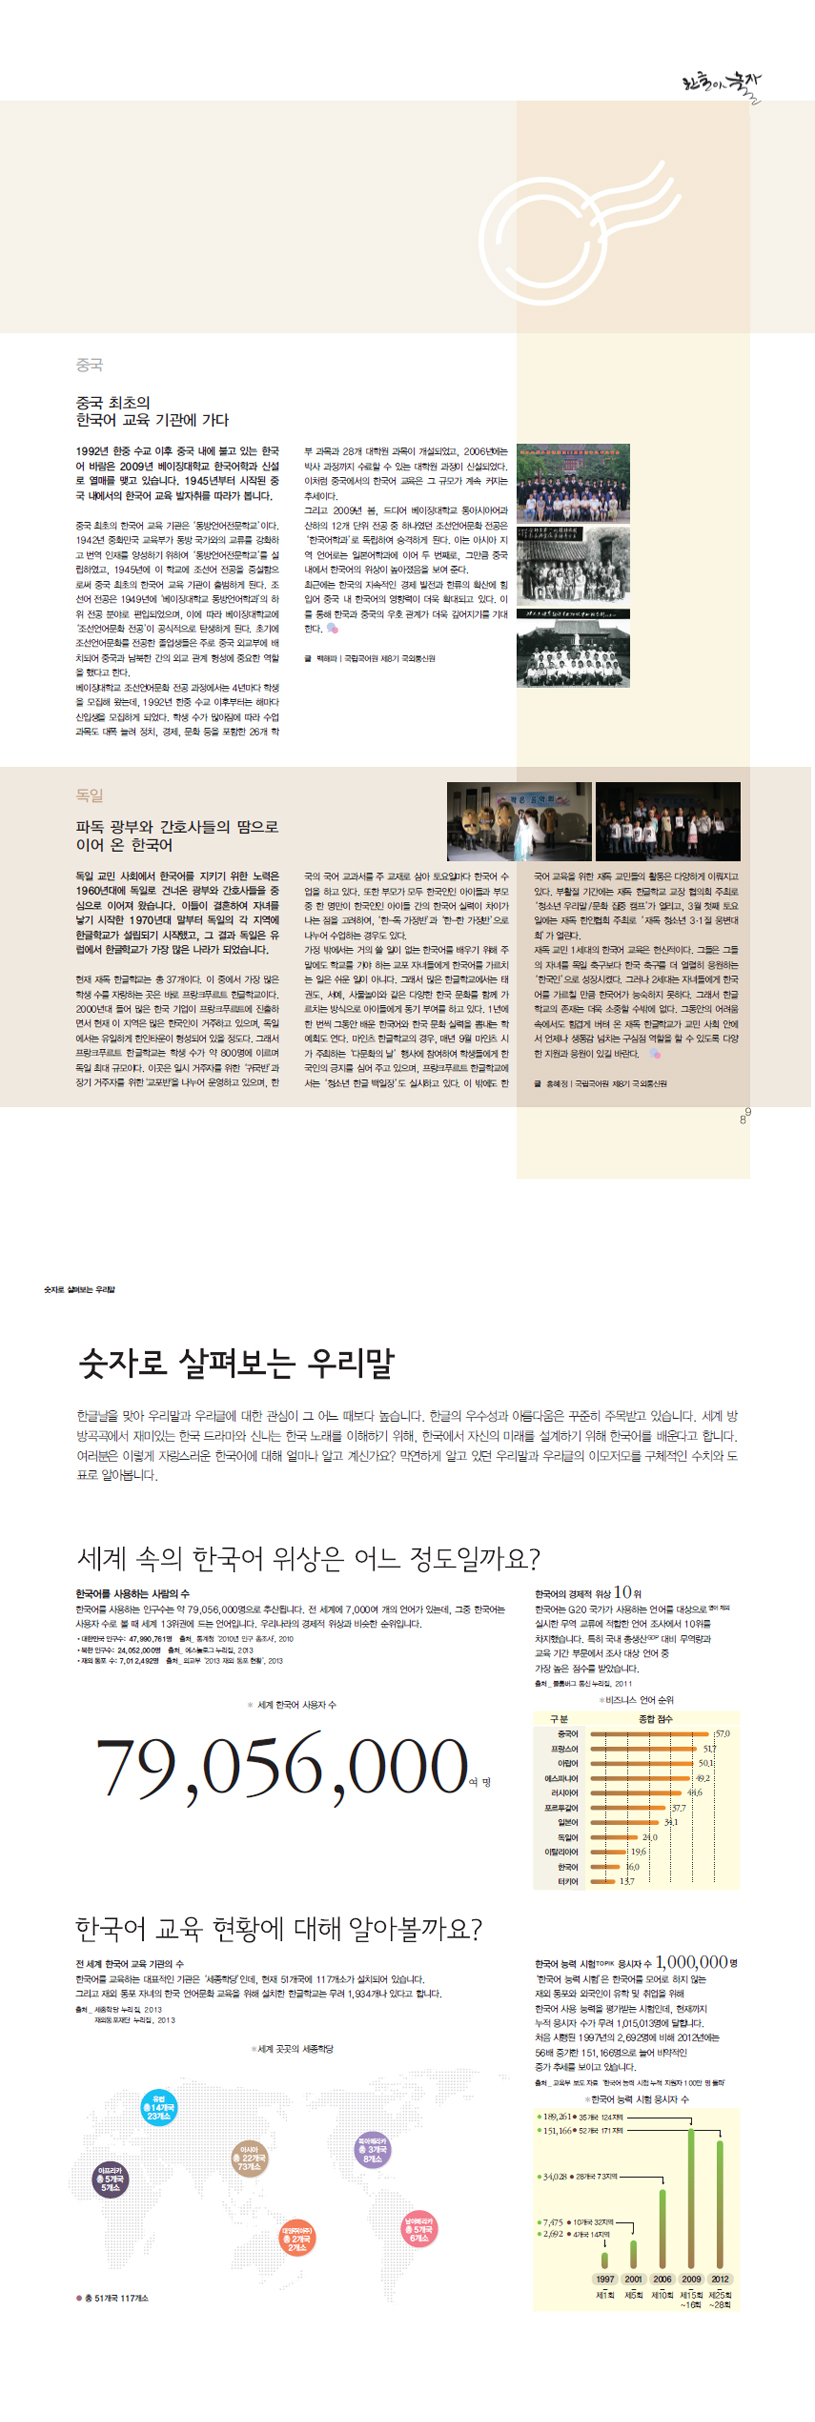 한글아 놀자
중국
중국 최초의
한국어 교육 기관에 가다
1992년 한중 수교 이후 중국 내에 불고 있는 한국
어 바람은 2009년 베이징대학교 한국어학과 신설
로 열매를 맺고 있습니다. 1945년부터 시작된 중
국 내에서의 한국어 교육 발자취를 따라가 봅니다.
중국 최초의 한국어 교육 기관은 '동방언어전문학교'이다.
1942년 중화민국 교육부가 동방 국가와의 교류를 강화하
고 번역 인재를 양성하기 위하여 '동방언어전문학교'를 설
립하였고, 1945년에 이 학교에 조선어 전공을 증설함으
로써 중국 최초의 한국어 교육 기관이 출범하게 된다. 조
선어 전공은 1949년에 '베이징대학교 동방언어학과'의 하
위 전공 분야로 편입되었으며, 이에 따라 베이징대학교에
'조선언어문화 전공'이 공식적으로 탄생하게 된다. 초기에
조선언어문화를 전공한 졸업생들은 주로 중국 외교부에 배
치되어 중국과 남북한 간의 외교 관계 형성에 중요한 역할
을 했다고 한다.
베이징대학교 조선언어문화 전공 과정에서는 4년마다 학생
을 모집해 왔는데, 1992년 한중 수교 이후부터는 해마다
신입생을 모집하게 되었다. 학생 수가 많아짐에 따라 수업
과목도 대폭 늘려 정치, 경제, 문화 등을 포함한 26개 학
부 과목과 28개 대학원 과목이 개설되었고, 2006년에는
박사 과정까지 수료할 수 있는 대학원 과정이 신설되었다.
이처럼 중국에서의 한국어 교육은 그 규모가 계속 커지는
추세이다.
그리고 2009년 봄, 드디어 베이징대학교 동아시아어과
산하의 12개 단위 전공 중 하나였던 조선언어문화 전공은
'한국어학과'로 독립하여 승격하게 된다. 이는 아시아 지
역 언어로는 일본어학과에 이어 두 번째로, 그만큼 중국
내에서 한국어의 위상이 높아졌음을 보여 준다.
최근에는 한국의 지속적인 경제 발전과 한류의 확산에 힘
입어 중국 내 한국어의 영향력이 더욱 확대되고 있다. 이
를 통해 한국과 중국의 우호 관계가 더욱 깊어지기를 기대
한다.
글 백해파 | 국립국어원 제8기 국외통신원
독일
파독 광부와 간호사들의 땀으로
이어 온 한국어
독일 교민 사회에서 한국어를 지키기 위한 노력은
1960년대에 독일로 건너온 광부와 간호사들을 중
심으로 이어져 왔습니다. 이들이 결혼하여 자녀를
낳기 시작한 1970년대 말부터 독일의 각 지역에
한글학교가 설립되기 시작했고, 그 결과 독일은 유
럽에서 한글학교가 가장 많은 나라가 되었습니다.
현재 재독 한글학교는 총 37개이다. 이 중에서 가장 많은
학생 수를 자랑하는 곳은 바로 프랑크푸르트 한글학교이다.
2000년대 들어 많은 한국 기업이 프랑크푸르트에 진출하
면서 현재 이 지역은 많은 한국인이 거주하고 있으며, 독일
에서는 유일하게 한인타운이 형성되어 있을 정도다. 그래서
프랑크푸르트 한글학교는 학생 수가 약 800명에 이르며
독일 최대 규모이다. 이곳은 일시 거주자를 위한 '귀국반'과
장기 거주자를 위한 '교포반'을 나누어 운영하고 있으며, 한
국의 국어 교과서를 주 교재로 삼아 토요일마다 한국어 수
업을 하고 있다. 또한 부모가 모두 한국인인 아이들과 부모
중 한 명만이 한국인인 아이들 간의 한국어 실력이 차이가
나는 점을 고려하여, '한-독 가정반'과 '한-한 가정반'으로
나누어 수업하는 경우도 있다.
가정 밖에서는 거의 쓸 일이 없는 한국어를 배우기 위해 주
말에도 학교를 가야 하는 교포 자녀들에게 한국어를 가르치
는 일은 쉬운 일이 아니다. 그래서 많은 한글학교에서는 태
권도, 서예, 사물놀이와 같은 다양한 한국 문화를 함께 가
르치는 방식으로 아이들에게 동기 부여를 하고 있다. 1년에
한 번씩 그동안 배운 한국어와 한국 문화 실력을 뽐내는 학
예회도 연다. 마인츠 한글학교의 경우, 매년 9월 마인츠 시
가 주최하는 '다문화의 날' 행사에 참여하여 학생들에게 한
국인의 긍지를 심어 주고 있으며, 프랑크푸르트 한글학교에
서는 '청소년 한글 백일장'도 실시하고 있다. 이 밖에도 한
국어 교육을 위한 재독 교민들의 활동은 다양하게 이뤄지고
있다. 부활절 기간에는 재독 한글학교 교장 협의회 주최로
'청소년 우리말/문화 집중 캠프'가 열리고, 3월 첫째 토요
일에는 재독 한인협회 주최로 '재독 청소년 3·1절 웅변대
회'가 열린다.
재독 교민 1세대의 한국어 교육은 헌신적이다. 그들은 그들
의 자녀를 독일 축구보다 한국 축구를 더 열렬히 응원하는
'한국인'으로 성장시켰다. 그러나 2세대는 자녀들에게 한국
어를 가르칠 만큼 한국어가 능숙하지 못하다. 그래서 한글
학교의 존재는 더욱 소중할 수밖에 없다. 그동안의 어려움
속에서도 힘겹게 버텨 온 재독 한글학교가 교민 사회 안에
서 언제나 생동감 넘치는 구심점 역할을 할 수 있도록 다양
한 지원과 응원이 있길 바란다.
글 홍혜정 | 국립국어원 제8기 국외통신원
8 9
숫자로 살펴보는 우리말
숫자로 살펴보는 우리말
한글날을 맞아 우리말과 우리글에 대한 관심이 그 어느 때보다 높습니다. 한글의 우수성과 아름다움은 꾸준히 주목받고 있습니다. 세계 방
방곡곡에서 재미있는 한국 드라마와 신나는 한국 노래를 이해하기 위해, 한국에서 자신의 미래를 설계하기 위해 한국어를 배운다고 합니다.
여러분은 이렇게 자랑스러운 한국어에 대해 얼마나 알고 계신가요? 막연하게 알고 있던 우리말과 우리글의 이모저모를 구체적인 수치와 도
표로 알아봅니다.
세계 속의 한국어 위상은 어느 정도일까요?
한국어를 사용하는 사람의 수
한국어를 사용하는 인구수는 약 79,056,000명으로 추산됩니다. 전 세계에 7,000여 개의 언어가 있는데, 그중 한국어는
사용자 수로 볼 때 세계 13위권에 드는 언어입니다. 우리나라의 경제적 위상과 비슷한 순위입니다.
• 대한민국 인구수: 47,990,761명 출처_ 통계청 '2010년 인구 총조사', 2010
• 북한 인구수: 24,052,000명 출처_ 에스놀로그 누리집, 2013
• 재외 동포 수: 7,012,492명 출처_ 외교부 '2013 재외 동포 현황', 2013
세계 한국어 사용자 수
79,056,000여 명
한국어의 경제적 위상 10위
한국어는 G20 국가가 사용하는 언어를 대상으로 영어 제외
실시한 무역 교류에 적합한 언어 조사에서 10위를
차지했습니다. 특히 국내 총생산GDP 대비 무역량과
교육 기간 부문에서 조사 대상 언어 중
가장 높은 점수를 받았습니다.
출처_ 블룸버그 통신 누리집, 2011
비즈니스 언어 순위
구분 종합 점수
중국어 57,0
프랑스어 51,7
아랍어 50,1
에스파냐어 49,2
러시아어 44,6
포르투갈어 37,7
일본어 34,1
독일어 24,0
이탈리아어 19,6
한국어 16,0
터키어 13,7
한국어 교육 현황에 대해 알아볼까요?
전 세계 한국어 교육 기관의 수
한국어를 교육하는 대표적인 기관은 '세종학당'인데, 현재 51개국에 117개소가 설치되어 있습니다.
그리고 재외 동포 자녀의 한국 언어문화 교육을 위해 설치한 한글학교는 무려 1,934개나 있다고 합니다.
출처_ 세종학당 누리집, 2013
재외동포재단 누리집, 2013
세계 곳곳의 세종학당
유럽
총14개국
23개소
아시아
총 22개국
73개소
아프리카
총 5개국
5개소
북아메리카
총 3개국
8개소
대양주(아주)
총 2개국
2개소
남아메리카
총 5개국
6개소
총 51개국 117개소
한국어 능력 시험TOPIK 응시자 수 1,000,000명
'한국어 능력 시험'은 한국어를 모어로 하지 않는
재외 동포와 외국인이 유학 및 취업을 위해
한국어 사용 능력을 평가받는 시험인데, 현재까지
누적 응시자 수가 무려 1,015,013명에 달합니다.
처음 시행된 1997년의 2,692명에 비해 2012년에는
56배 증가한 151,166명으로 늘어 비약적인
증가 추세를 보이고 있습니다.
출처_ 교육부 보도 자료 '한국어 능력 시험 누적 지원자 100만 명 돌파'
한국어 능력 시험 응시자 수
189,261 35개국 124지역
151,166 52개국 171지역
34,028 28개국 73지역
7,475 10개국 32지역
2,692 4개국 14지역
1997 2001 2006 2009 2012
제1회 제5회 제10회 제15회 제25회
~16회 ~28회